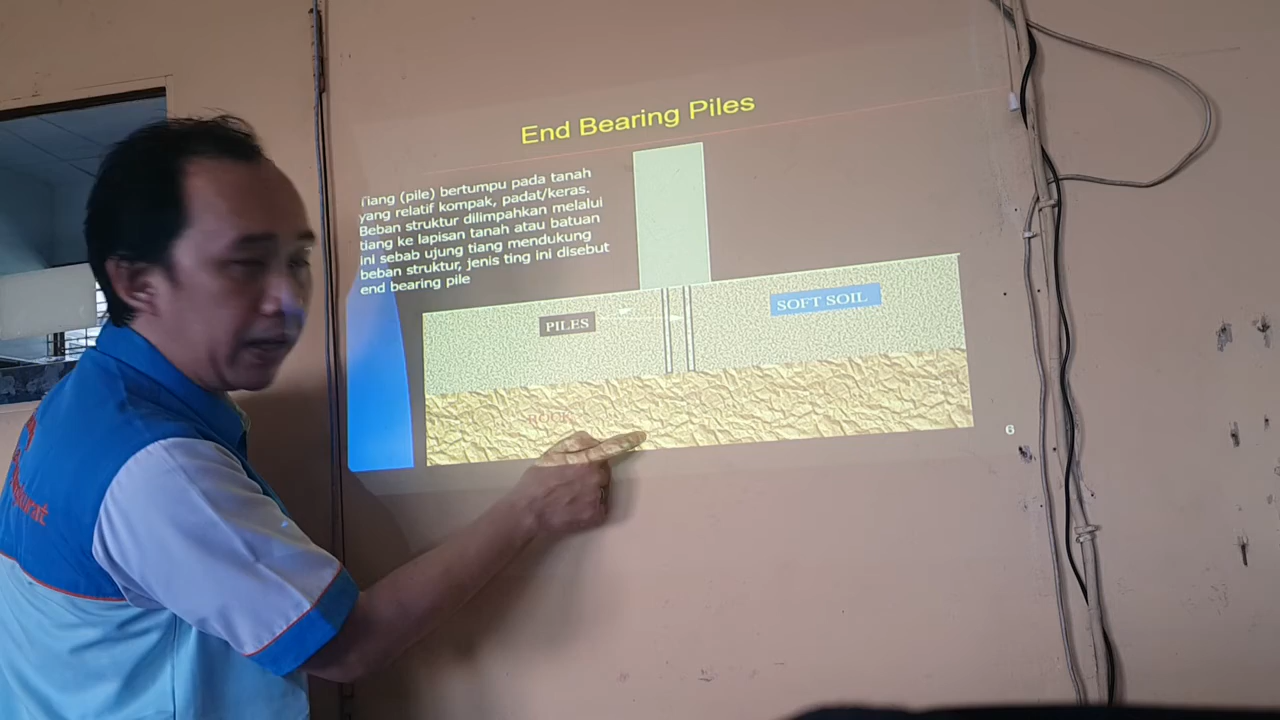 End Bearing Piles
Tiang (pile) bertumpu pada tanah
yang relatif kompak, padat/keras.
Beban struktur dilimpahkan melalui
tiang ke lapisan tanah atau batuan
ini sebab ujung tiang mendukung
beban struktur, jenis ting ini disebut
end bearing pile
PILES
SOFT SOIL
ROCK
6